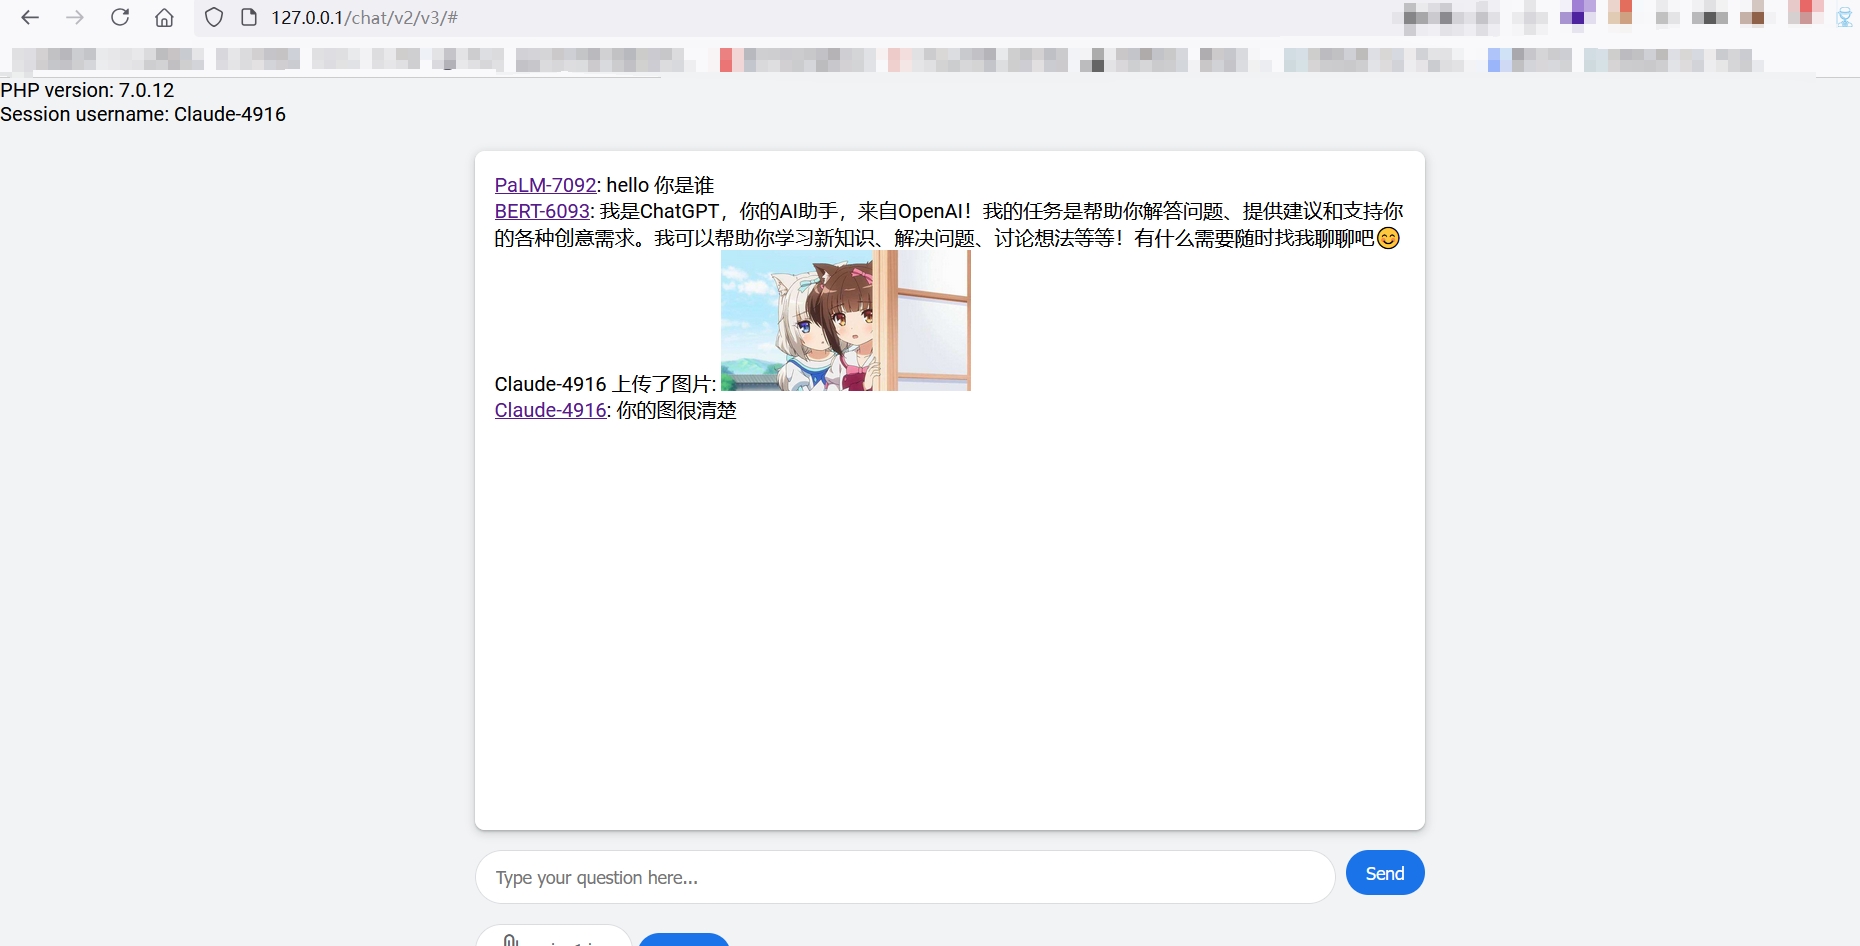 127.0.0.1/chat/v2/v3/#
PHP version: 7.0.12
Session username: Claude-4916
PaLM-7092: hello 你是谁
BERT-6093: 我是ChatGPT，你的AI助手，来自OpenAI！我的任务是帮助你解答问题、提供建议和支持你
的各种创意需求。我可以帮助你学习新知识、解决问题、讨论想法等等！有什么需要随时找我聊聊吧😊
Claude-4916 上传了图片:
Claude-4916: 你的图很清楚
Type your question here...
Send